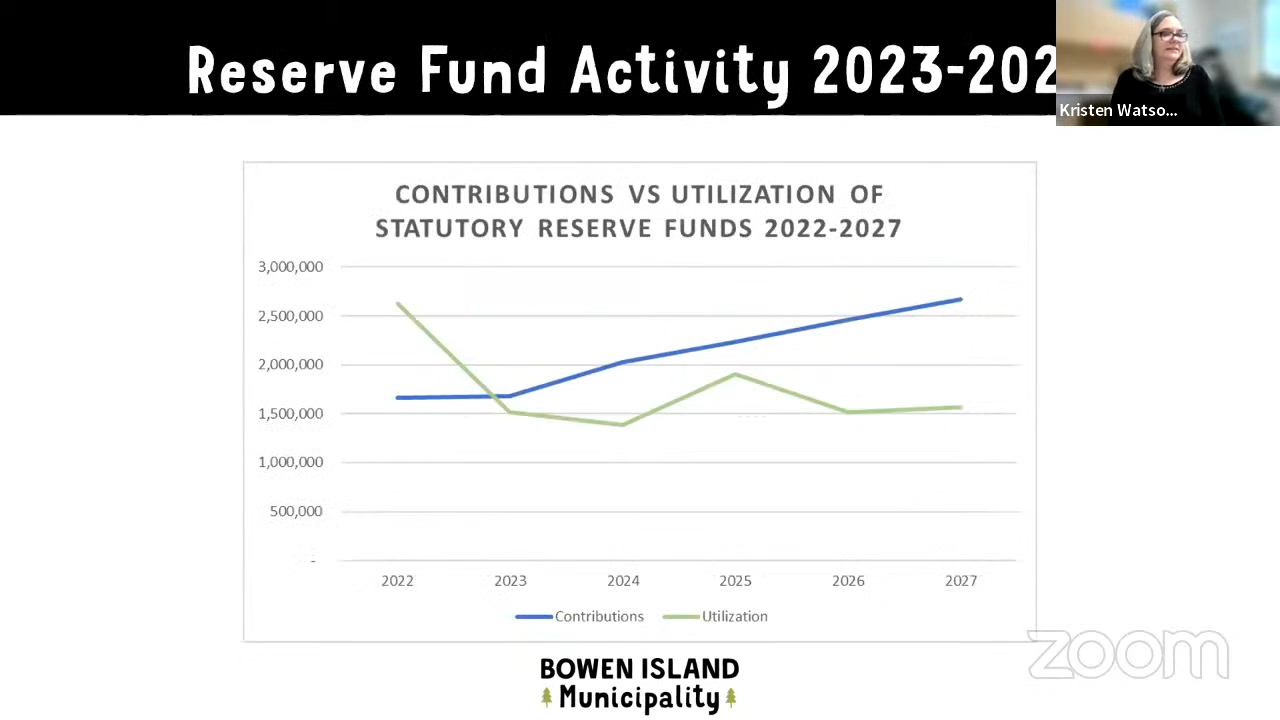 Reserve Fund Activity 2023-202
Kristen Watso...
CONTRIBUTIONS VS UTILIZATION OF
STATUTORY RESERVE FUNDS 2022-2027
3,000,000
2,500,000
2,000,000
1,500,000
1,000,000
500,000
-
2022 2023 2024 2025 2026 2027
Contributions Utilization
zoom
BOWEN ISLAND
Municipality